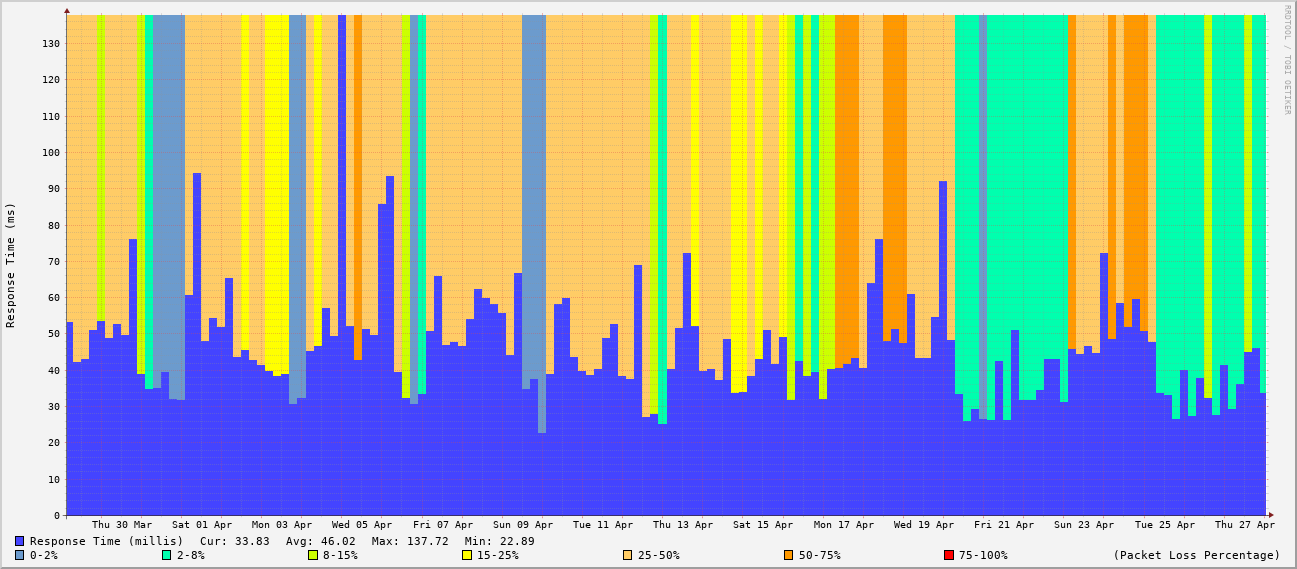 RRDTOOL / TOBI OETIKER
Response Time (ms)
130
120
110
100
90
80
70
60
50
40
30
20
10
0
Thu 30 Mar Sat 01 Apr Mon 03 Apr Wed 05 Apr Fri 07 Apr Sun 09 Apr Tue 11 Apr Thu 13 Apr Sat 15 Apr Mon 17 Apr Wed 19 Apr Fri 21 Apr Sun 23 Apr Tue 25 Apr Thu 27 Apr
Response Time (millis) Cur: 33.83 Avg: 46.02 Max: 137.72 Min: 22.89
0-2% 2-8% 8-15% 15-25% 25-50% 50-75% 75-100% (Packet Loss Percentage)